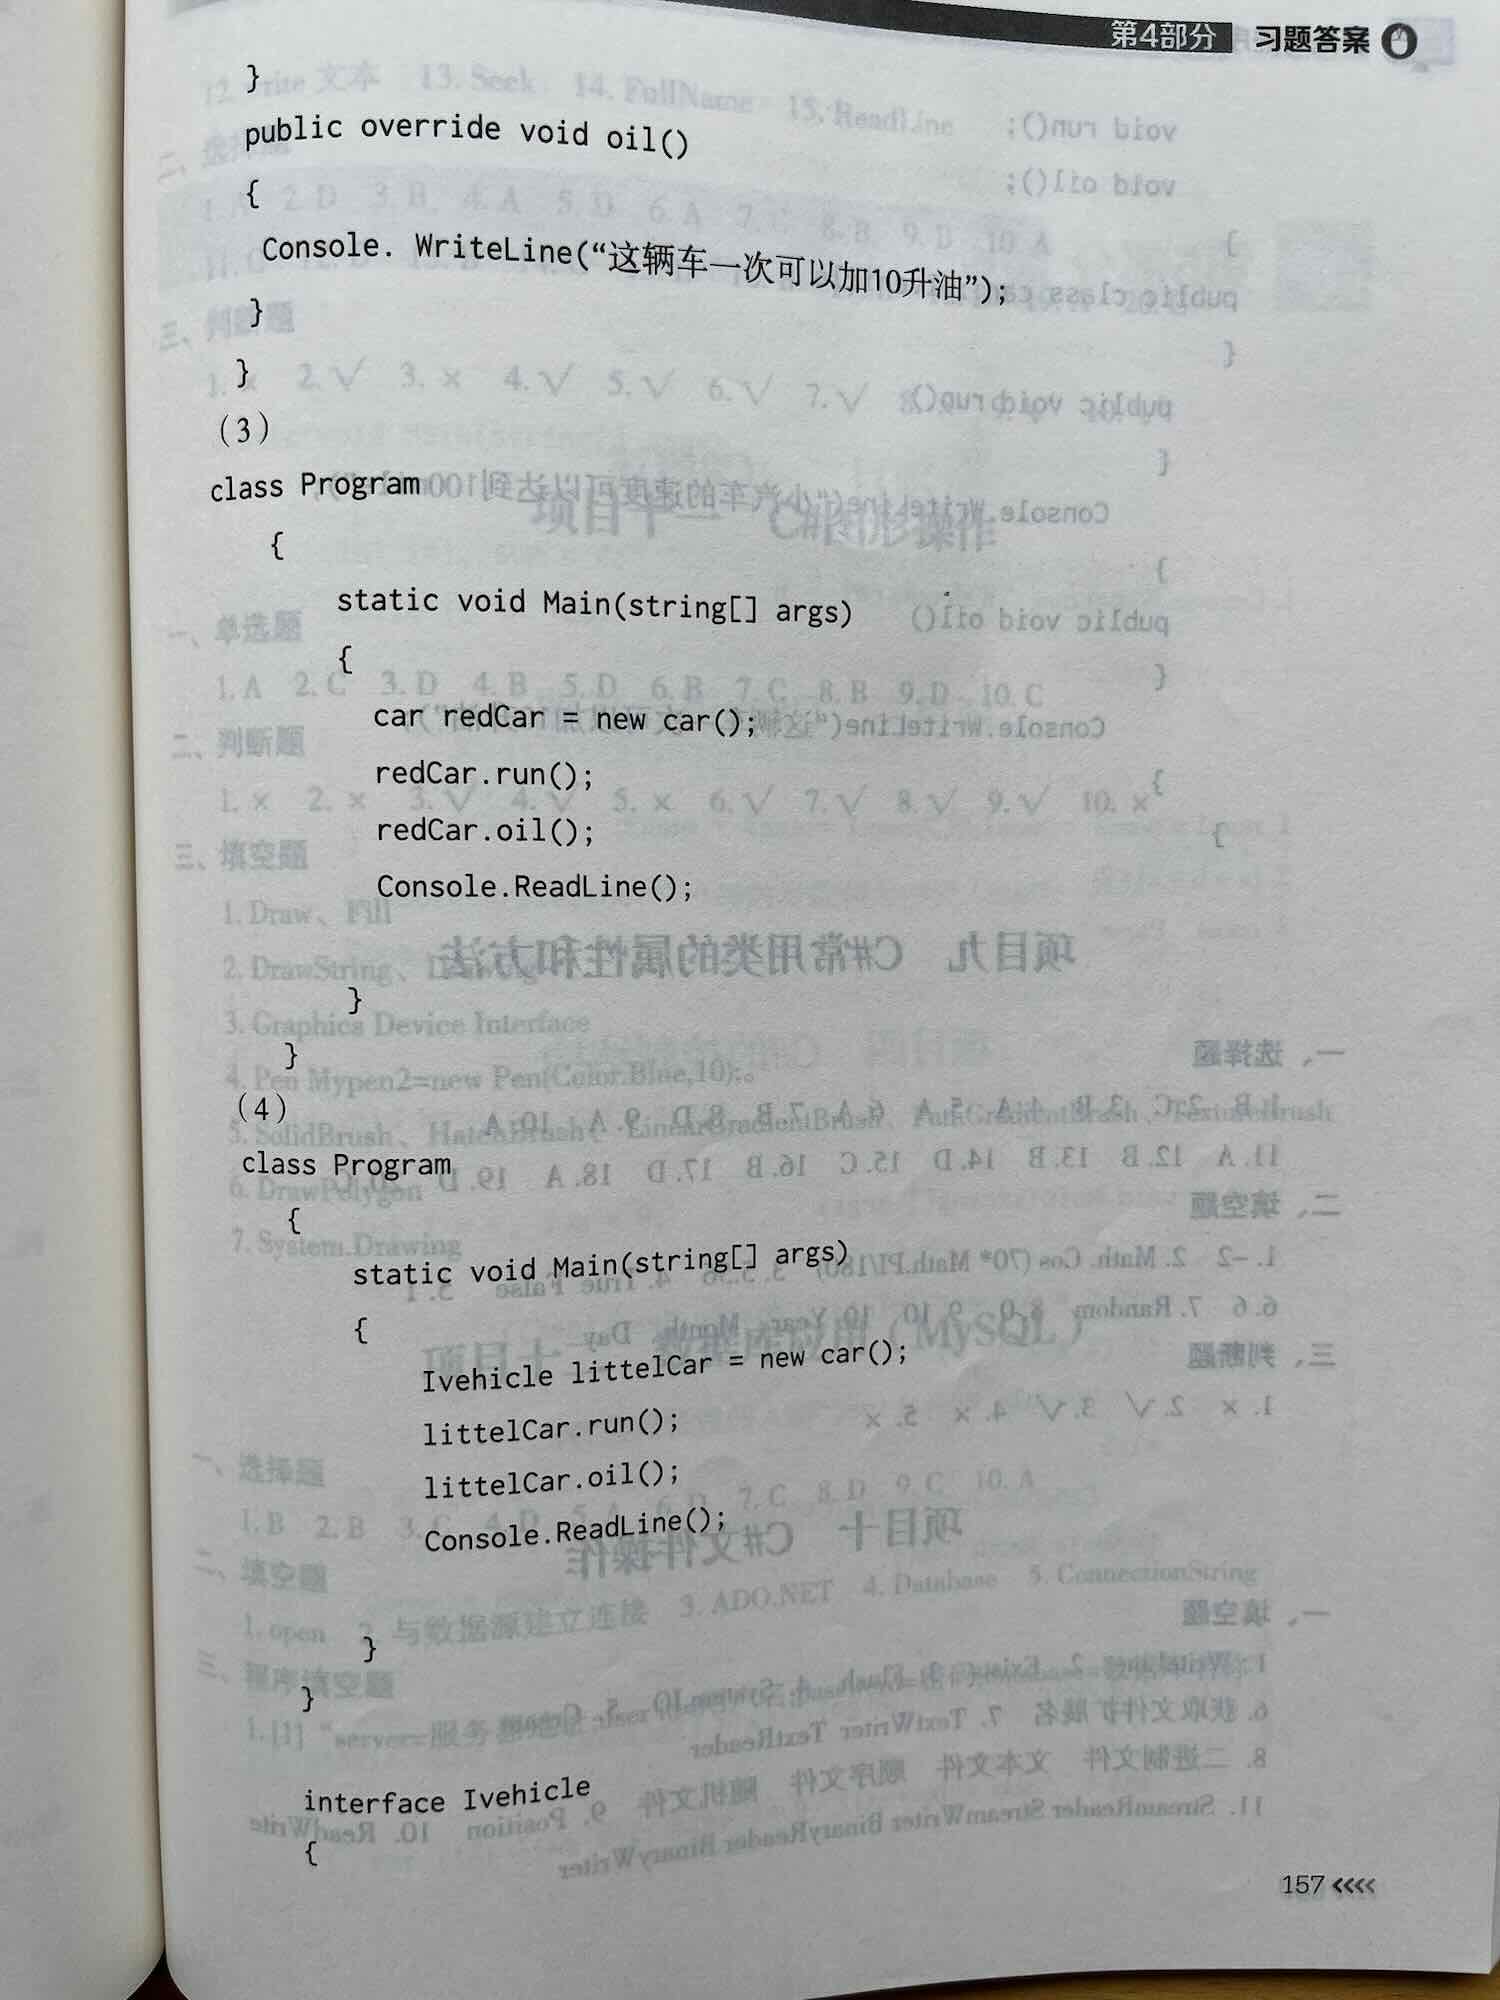 第4部分 习题答案
}
public override void oil()
{
Console. WriteLine(“这辆车一次可以加10升油”);
}
}
(3)
class Program
{
static void Main(string[] args)
{
car redCar = new car();
redCar.run();
redCar.oil();
Console.ReadLine();
}
}
(4)
class Program
{
static void Main(string[] args)
{
Ivehicle littelCar = new car();
littelCar.run();
littelCar.oil();
Console.ReadLine();
}
}
interface Ivehicle
{
157